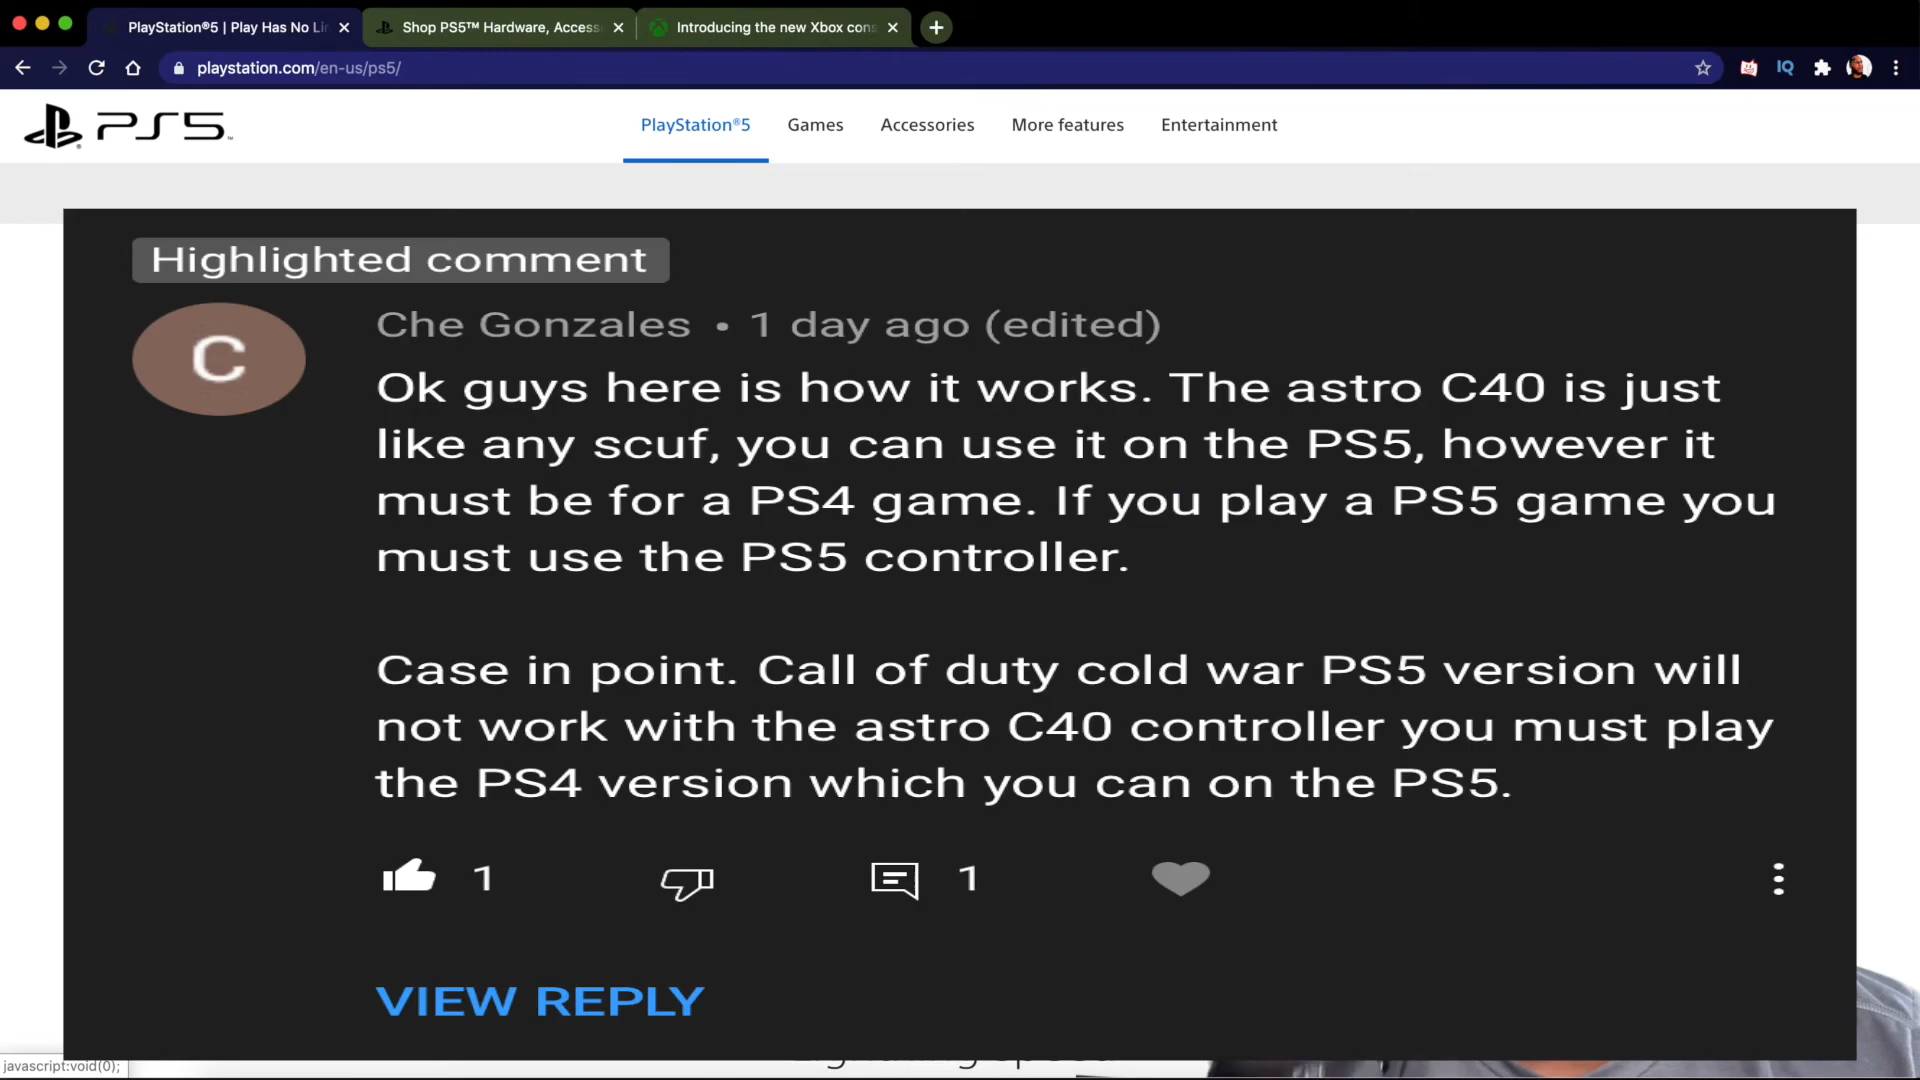 PlayStation®5 | Play Has No Li
Shop PS5™ Hardware, Access
Introducing the new Xbox cons
playstation.com/en-us/ps5/
IQ
PS5™
PlayStation®5
Games
Accessories
More features
Entertainment
Highlighted comment
C
Che Gonzales • 1 day ago (edited)
Ok guys here is how it works. The astro C40 is just
like any scuf, you can use it on the PS5, however it
must be for a PS4 game. If you play a PS5 game you
must use the PS5 controller.
Case in point. Call of duty cold war PS5 version will
not work with the astro C40 controller you must play
the PS4 version which you can on the PS5.
1
1
VIEW REPLY
javascript:void(0);